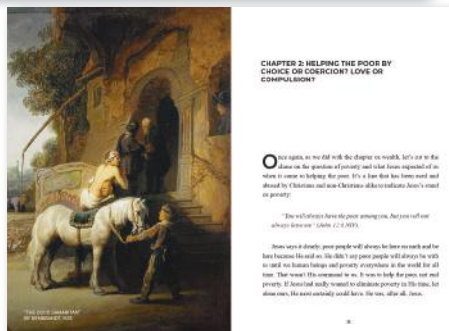 "THE GOOD SAMARITAN"
BY REMBRANDT, 1630
CHAPTER 2: HELPING THE POOR BY
CHOICE OR COERCION? LOVE OR
COMPULSION?
Once again, as we did with the chapter on wealth, let's cut to the
chase on the question of poverty and what Jesus expected of us
when it came to helping the poor. It's a line that has been used and
abused by Christians and non-Christians alike to indicate Jesus's stand
on poverty:
"You will always have the poor among you, but you will not
always have me" (John 12:8 NIV).
Jesus says it clearly: poor people will always be here on earth and be
here because He said so. He didn't say poor people will always be with
us until we human beings end poverty everywhere in the world for all
time. That wasn't His command to us. It was to help the poor, not end
poverty. If Jesus had really wanted to eliminate poverty in His time, let
alone ours, He most certainly could have. He was, after all, Jesus.